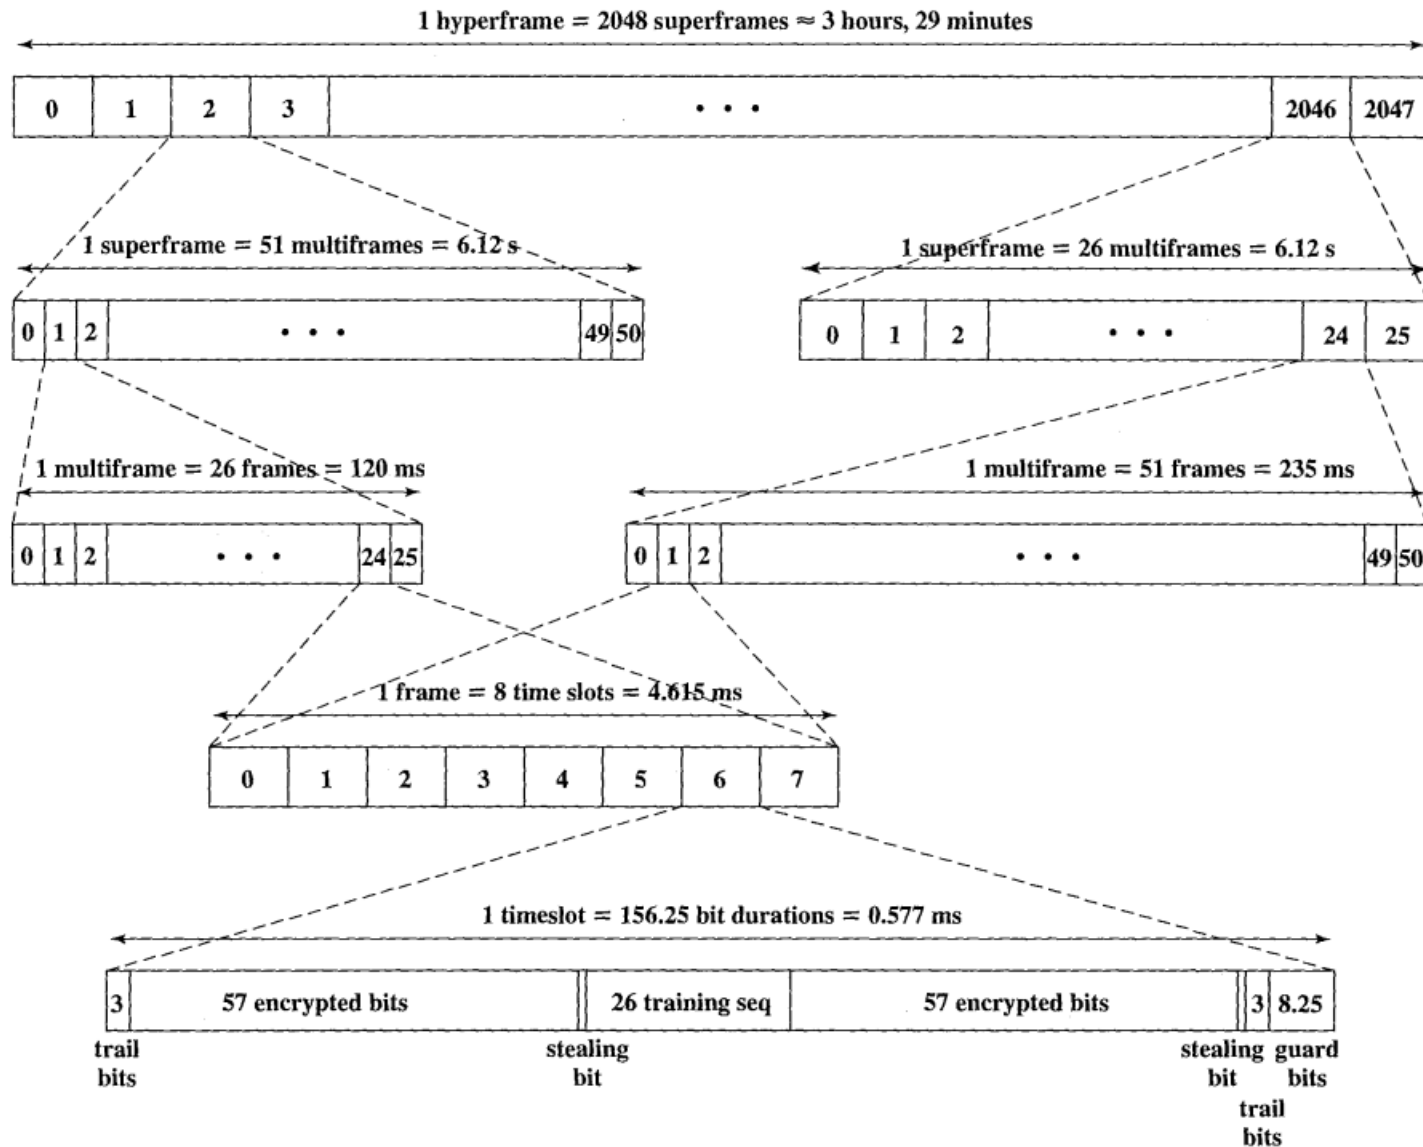 1 hyperframe = 2048 superframes ≈ 3 hours, 29 minutes
0 1 2 3 • • • 2046 2047
1 superframe = 51 multiframes = 6.12 s
1 superframe = 26 multiframes = 6.12 s
0 1 2 • • • 49 50
0 1 2 • • • 24 25
1 multiframe = 26 frames = 120 ms
1 multiframe = 51 frames = 235 ms
0 1 2 • • • 24 25
0 1 2 • • • 49 50
1 frame = 8 time slots = 4.615 ms
0 1 2 3 4 5 6 7
1 timeslot = 156.25 bit durations = 0.577 ms
3 57 encrypted bits 26 training seq 57 encrypted bits 3 8.25
trail
bits
stealing
bit
stealing
bit
trail
bits
guard
bits